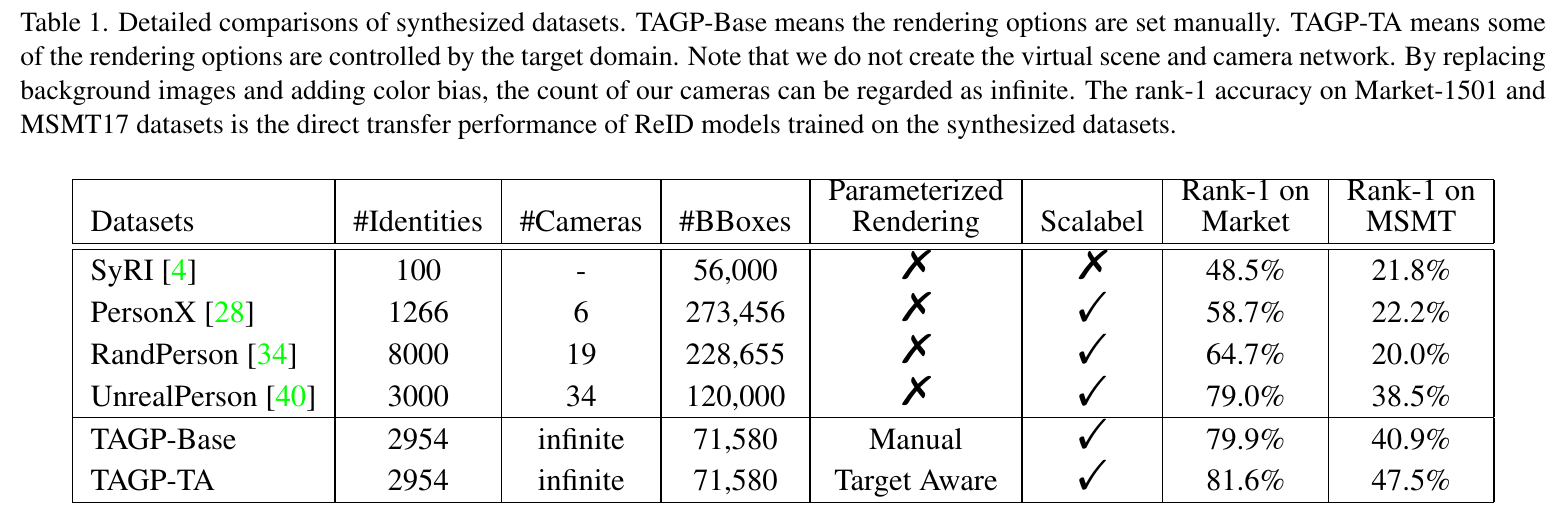 Table 1. Detailed comparisons of synthesized datasets. TAGP-Base means the rendering options are set manually. TAGP-TA means some
of the rendering options are controlled by the target domain. Note that we do not create the virtual scene and camera network. By replacing
background images and adding color bias, the count of our cameras can be regarded as infinite. The rank-1 accuracy on Market-1501 and
MSMT17 datasets is the direct transfer performance of ReID models trained on the synthesized datasets.
Datasets #Identities #Cameras #BBoxes Parameterized Rendering Scalabel Rank-1 on Market Rank-1 on MSMT
SyRI [4] 100 - 56,000 ✗ ✗ 48.5% 21.8%
PersonX [28] 1266 6 273,456 ✗ ✓ 58.7% 22.2%
RandPerson [34] 8000 19 228,655 ✗ ✓ 64.7% 20.0%
UnrealPerson [40] 3000 34 120,000 ✗ ✓ 79.0% 38.5%
TAGP-Base 2954 infinite 71,580 Manual ✓ 79.9% 40.9%
TAGP-TA 2954 infinite 71,580 Target Aware ✓ 81.6% 47.5%